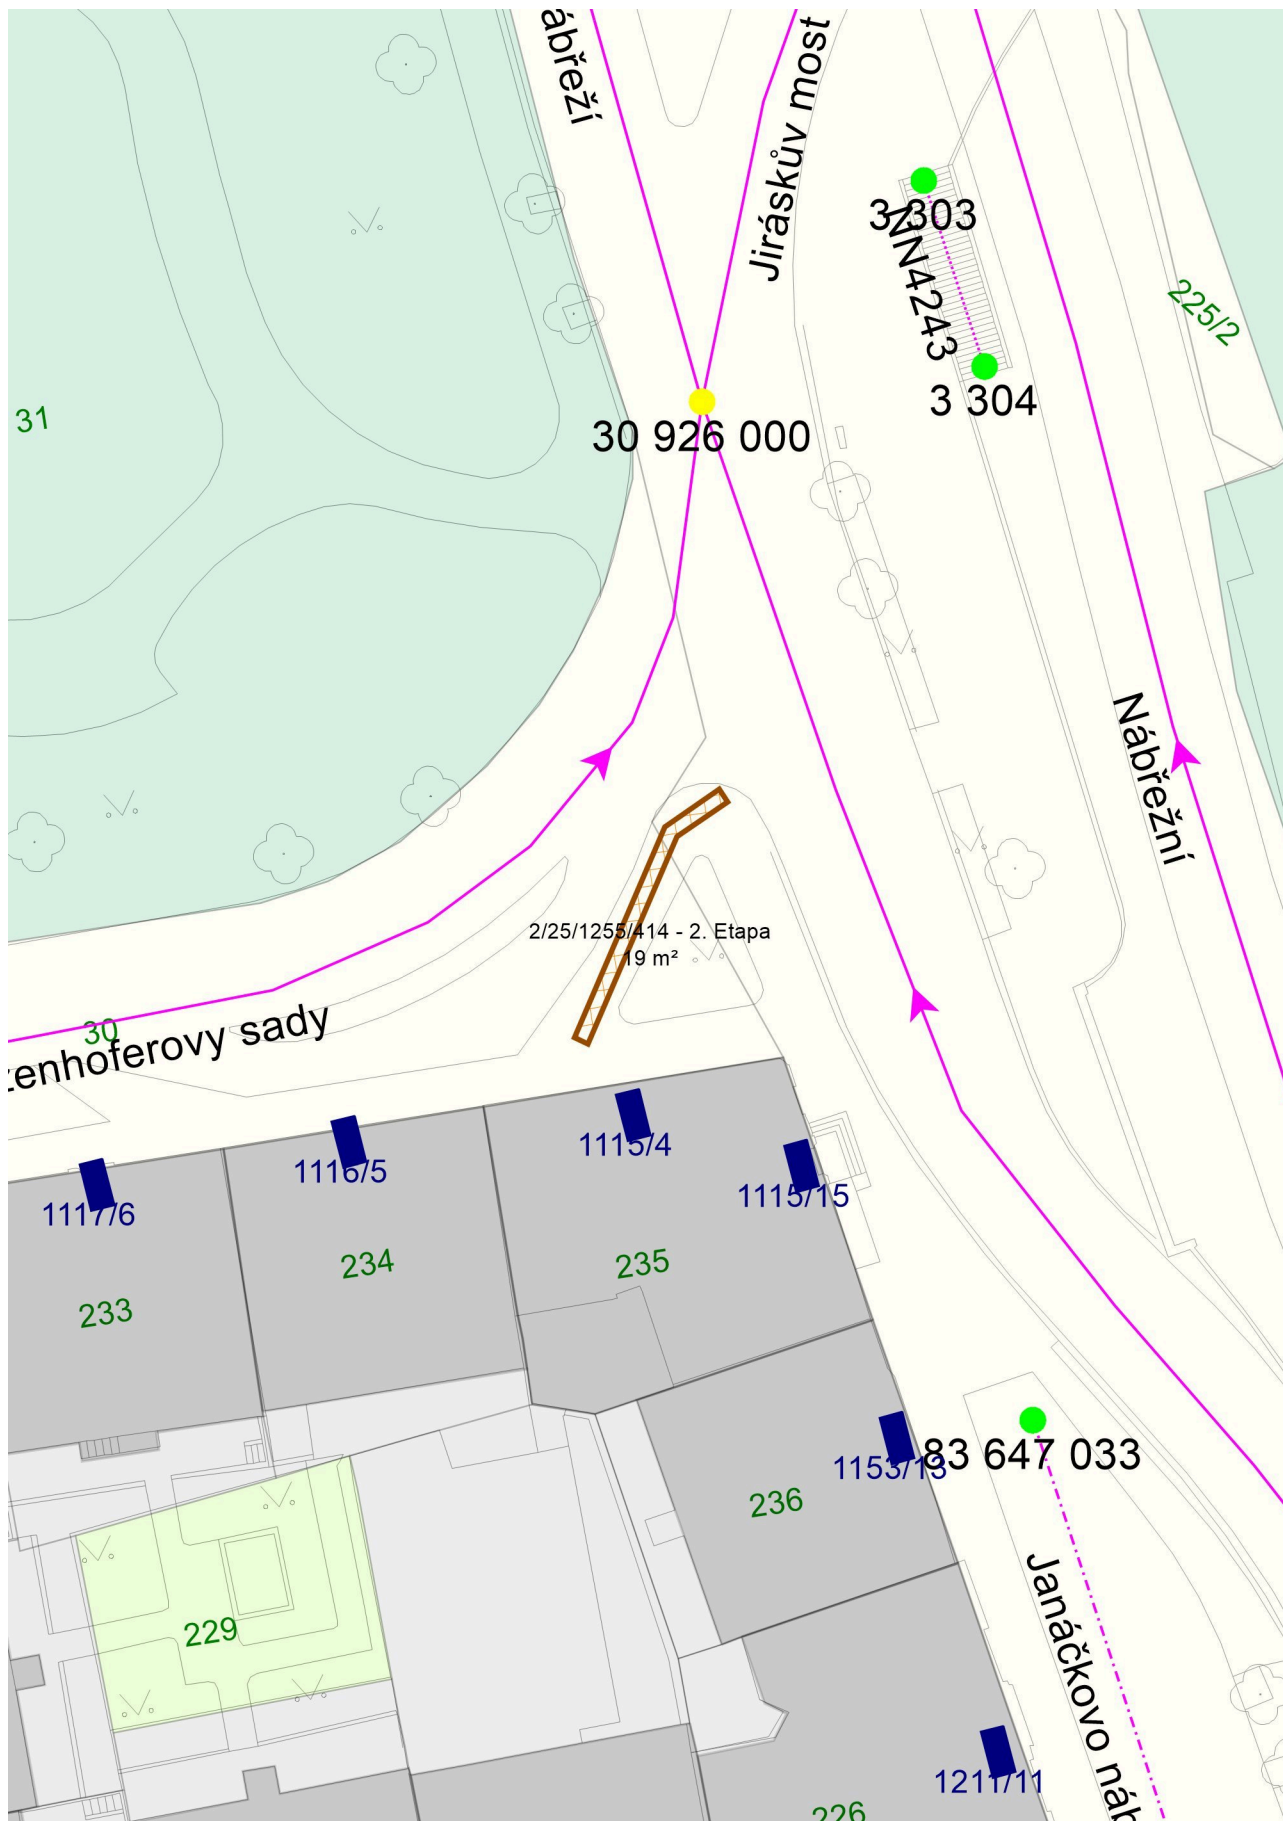 ábřeží
Jiráskův most
3 303
NN4243
3 304
225/2
31
30 926 000
Nábřežní
2/25/1255/414 - 2. Etapa
19 m²
30
enhoferovy sady
1115/4
1116/5
1115/15
1117/6
234
235
233
83 647 033
1153/13
236
229
Janáčkovo náb
1211/11
226